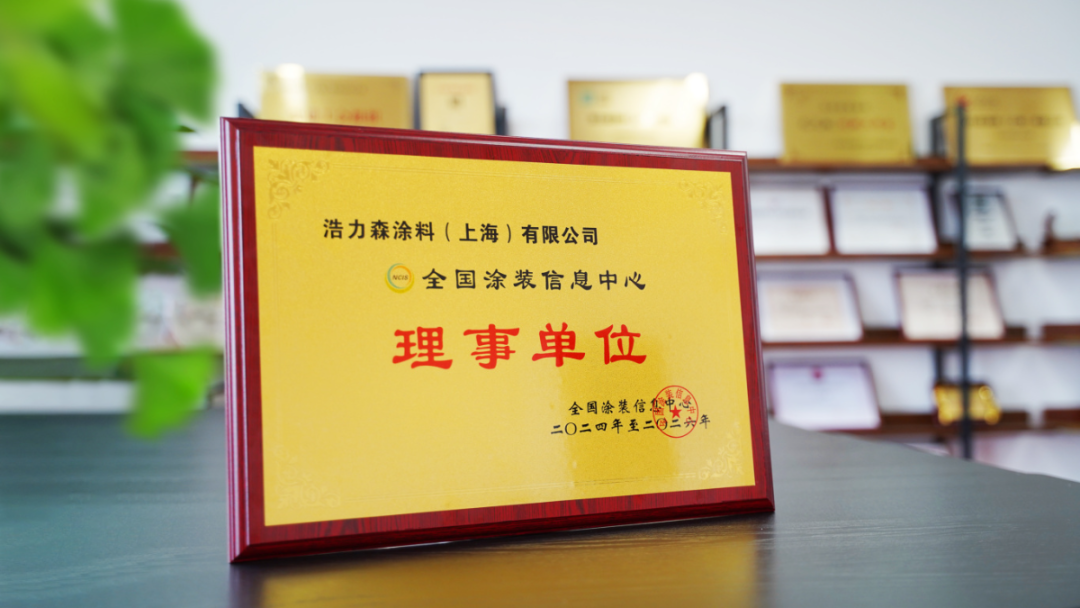 浩力森涂料（上海）有限公司
全国涂装信息中心
理事单位
全国涂装信息中心
二〇二四年至二〇二六年